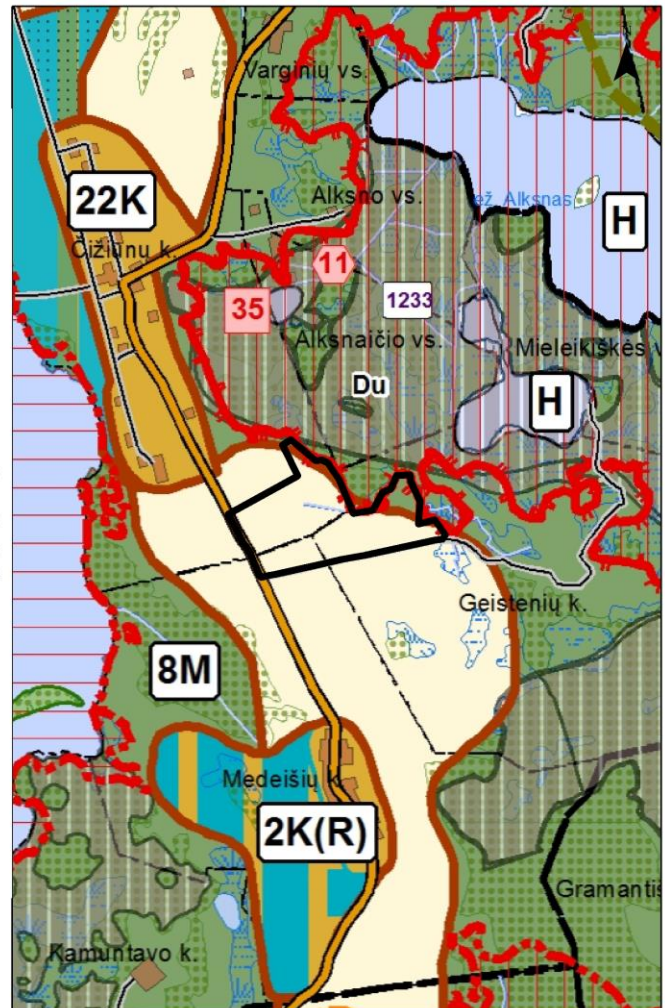 Varginių vs.
22K
Čižiūnų k.
Alksno vs.
ež. Alksnas
H
11
35
1233
Alksnaičio vs.
Mieleikiškės v
Du
H
Geistenių k.
8M
Medeišių k.
2K(R)
Gramantis
Kamuntavo k.